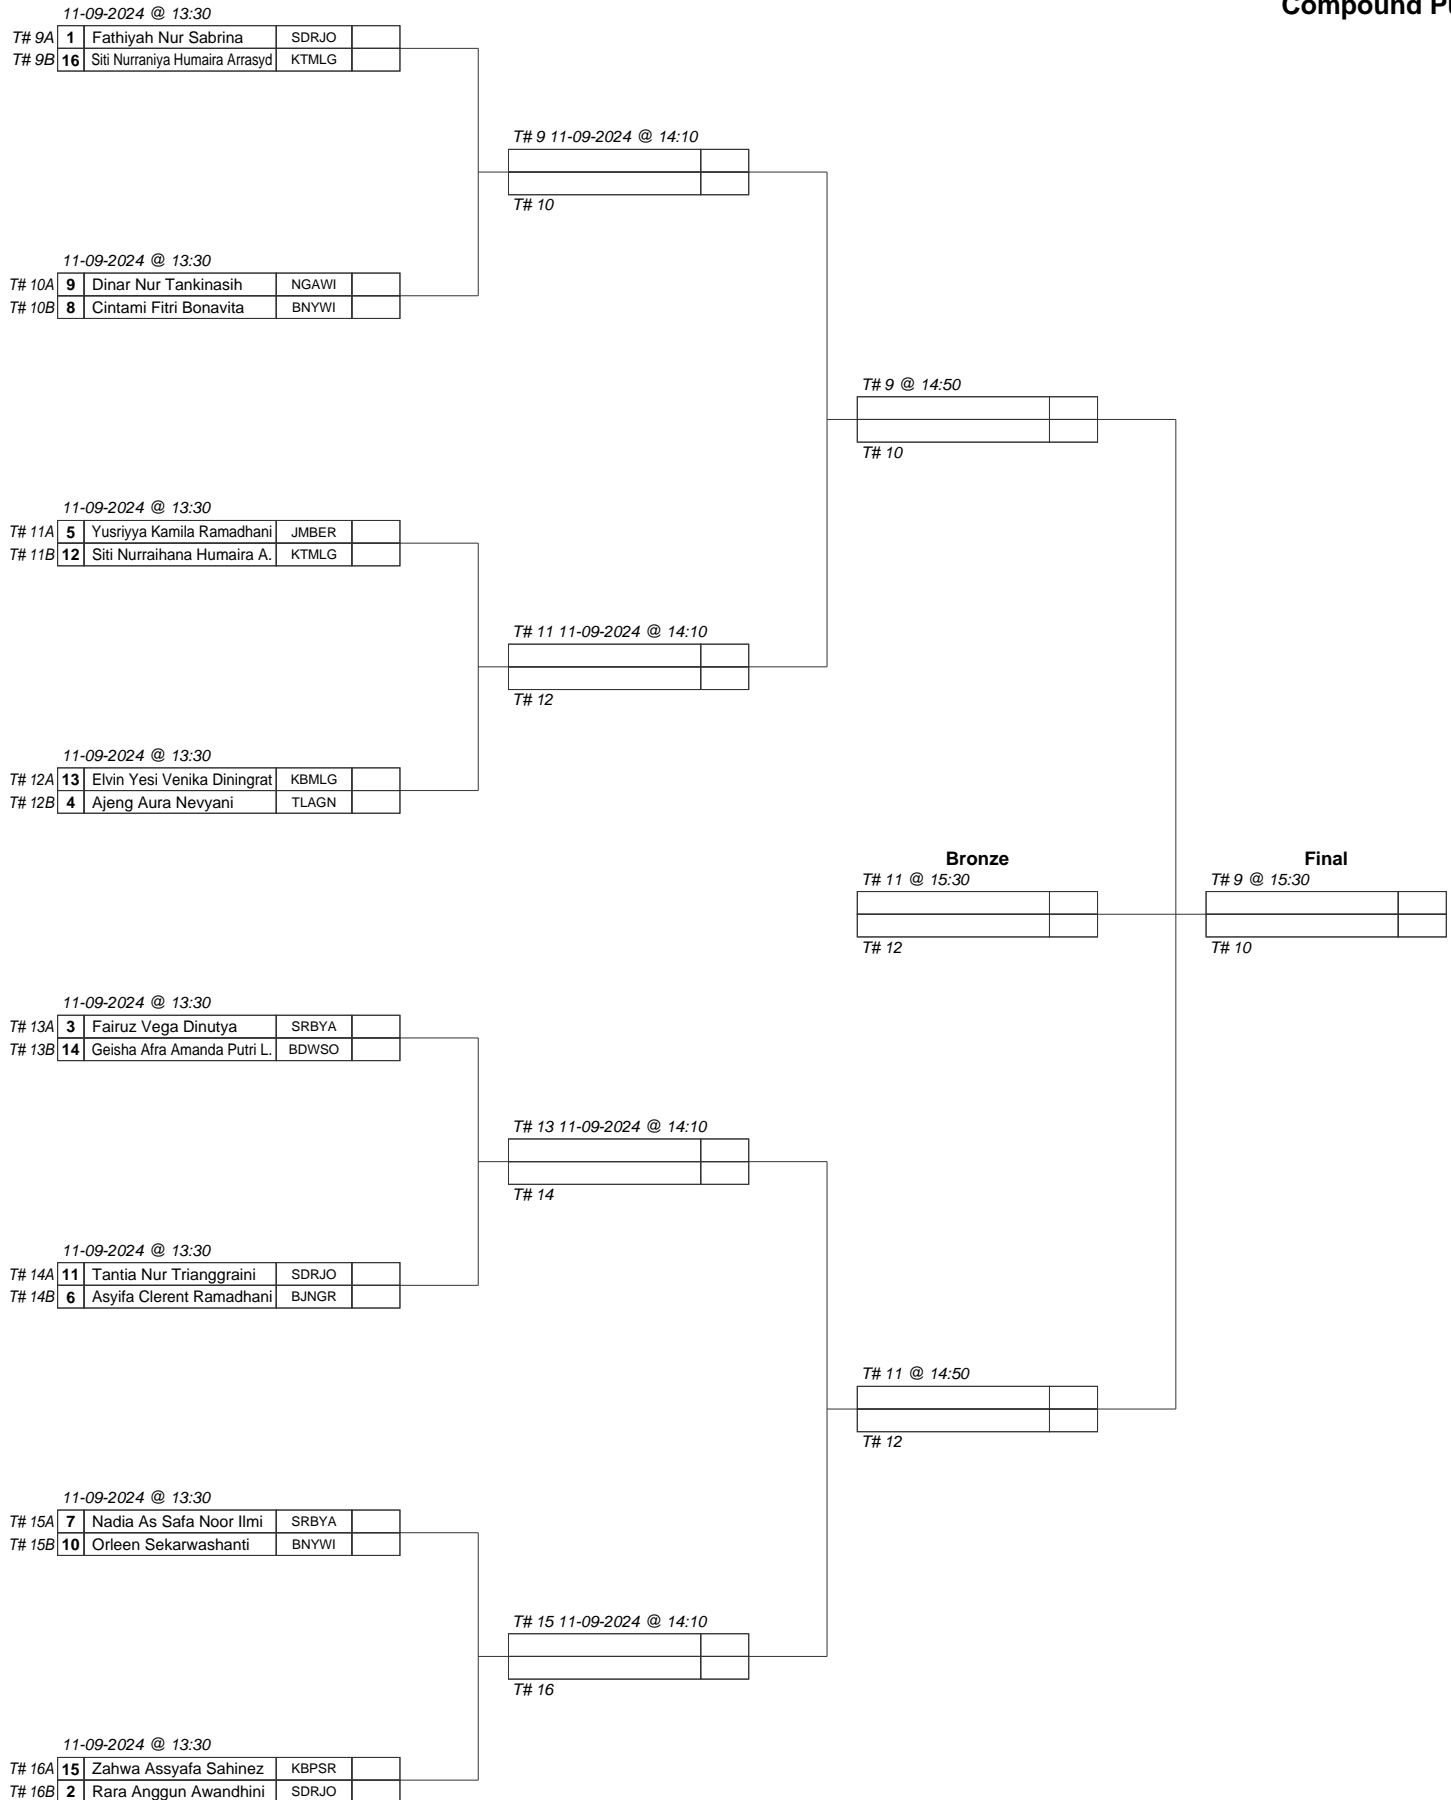 Compound
11-09-2024 @ 13:30
T# 9A 1 Fathiyah Nur Sabrina SDRJO
T# 9B 16 Siti Nurraniya Humaira Arrasyd KTMLG
T# 9 11-09-2024 @ 14:10
T# 10
11-09-2024 @ 13:30
T# 10A 9 Dinar Nur Tankinasih NGAWI
T# 10B 8 Cintami Fitri Bonavita BNYWI
T# 9 @ 14:50
T# 10
11-09-2024 @ 13:30
T# 11A 5 Yusriyya Kamila Ramadhani JMBER
T# 11B 12 Siti Nurraihana Humaira A. KTMLG
T# 11 11-09-2024 @ 14:10
T# 12
11-09-2024 @ 13:30
T# 12A 13 Elvin Yesi Venika Diningrat KBMLG
T# 12B 4 Ajeng Aura Nevyani TLAGN
Bronze Final
T# 11 @ 15:30 T# 9 @ 15:30
T# 12 T# 10
11-09-2024 @ 13:30
T# 13A 3 Fairuz Vega Dinutya SRBYA
T# 13B 14 Geisha Afra Amanda Putri L. BDWSO
T# 13 11-09-2024 @ 14:10
T# 14
11-09-2024 @ 13:30
T# 14A 11 Tantia Nur Trianggraini SDRJO
T# 14B 6 Asyifa Clerent Ramadhani BJNGR
T# 11 @ 14:50
T# 12
11-09-2024 @ 13:30
T# 15A 7 Nadia As Safa Noor Ilmi SRBYA
T# 15B 10 Orleen Sekarwashanti BNYWI
T# 15 11-09-2024 @ 14:10
T# 16
11-09-2024 @ 13:30
T# 16A 15 Zahwa Assyafa Sahinez KBPSR
T# 16B 2 Rara Anggun Awandhini SDRJO